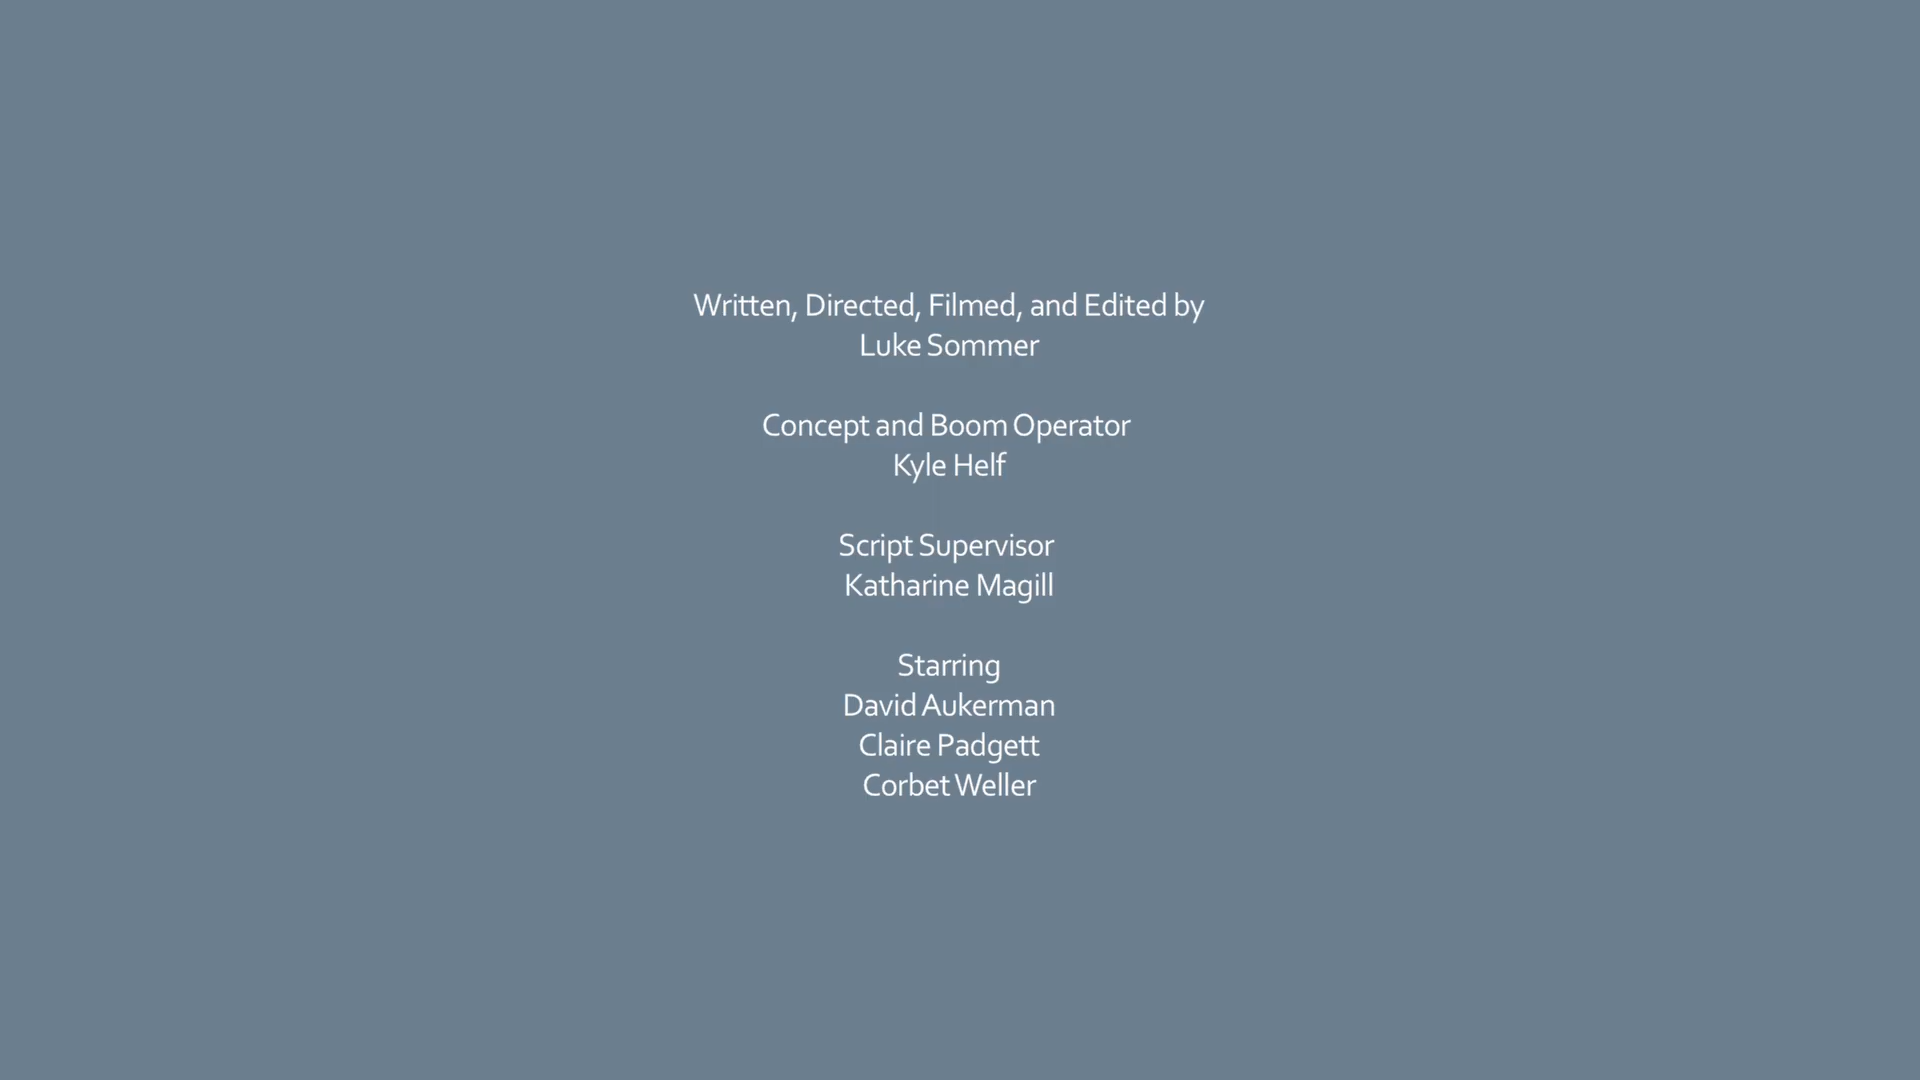 Written, Directed, Filmed, and Edited by
Luke Sommer
Concept and Boom Operator
Kyle Helf
Script Supervisor
Katharine Magill
Starring
David Aukerman
Claire Padgett
Corbet Weller